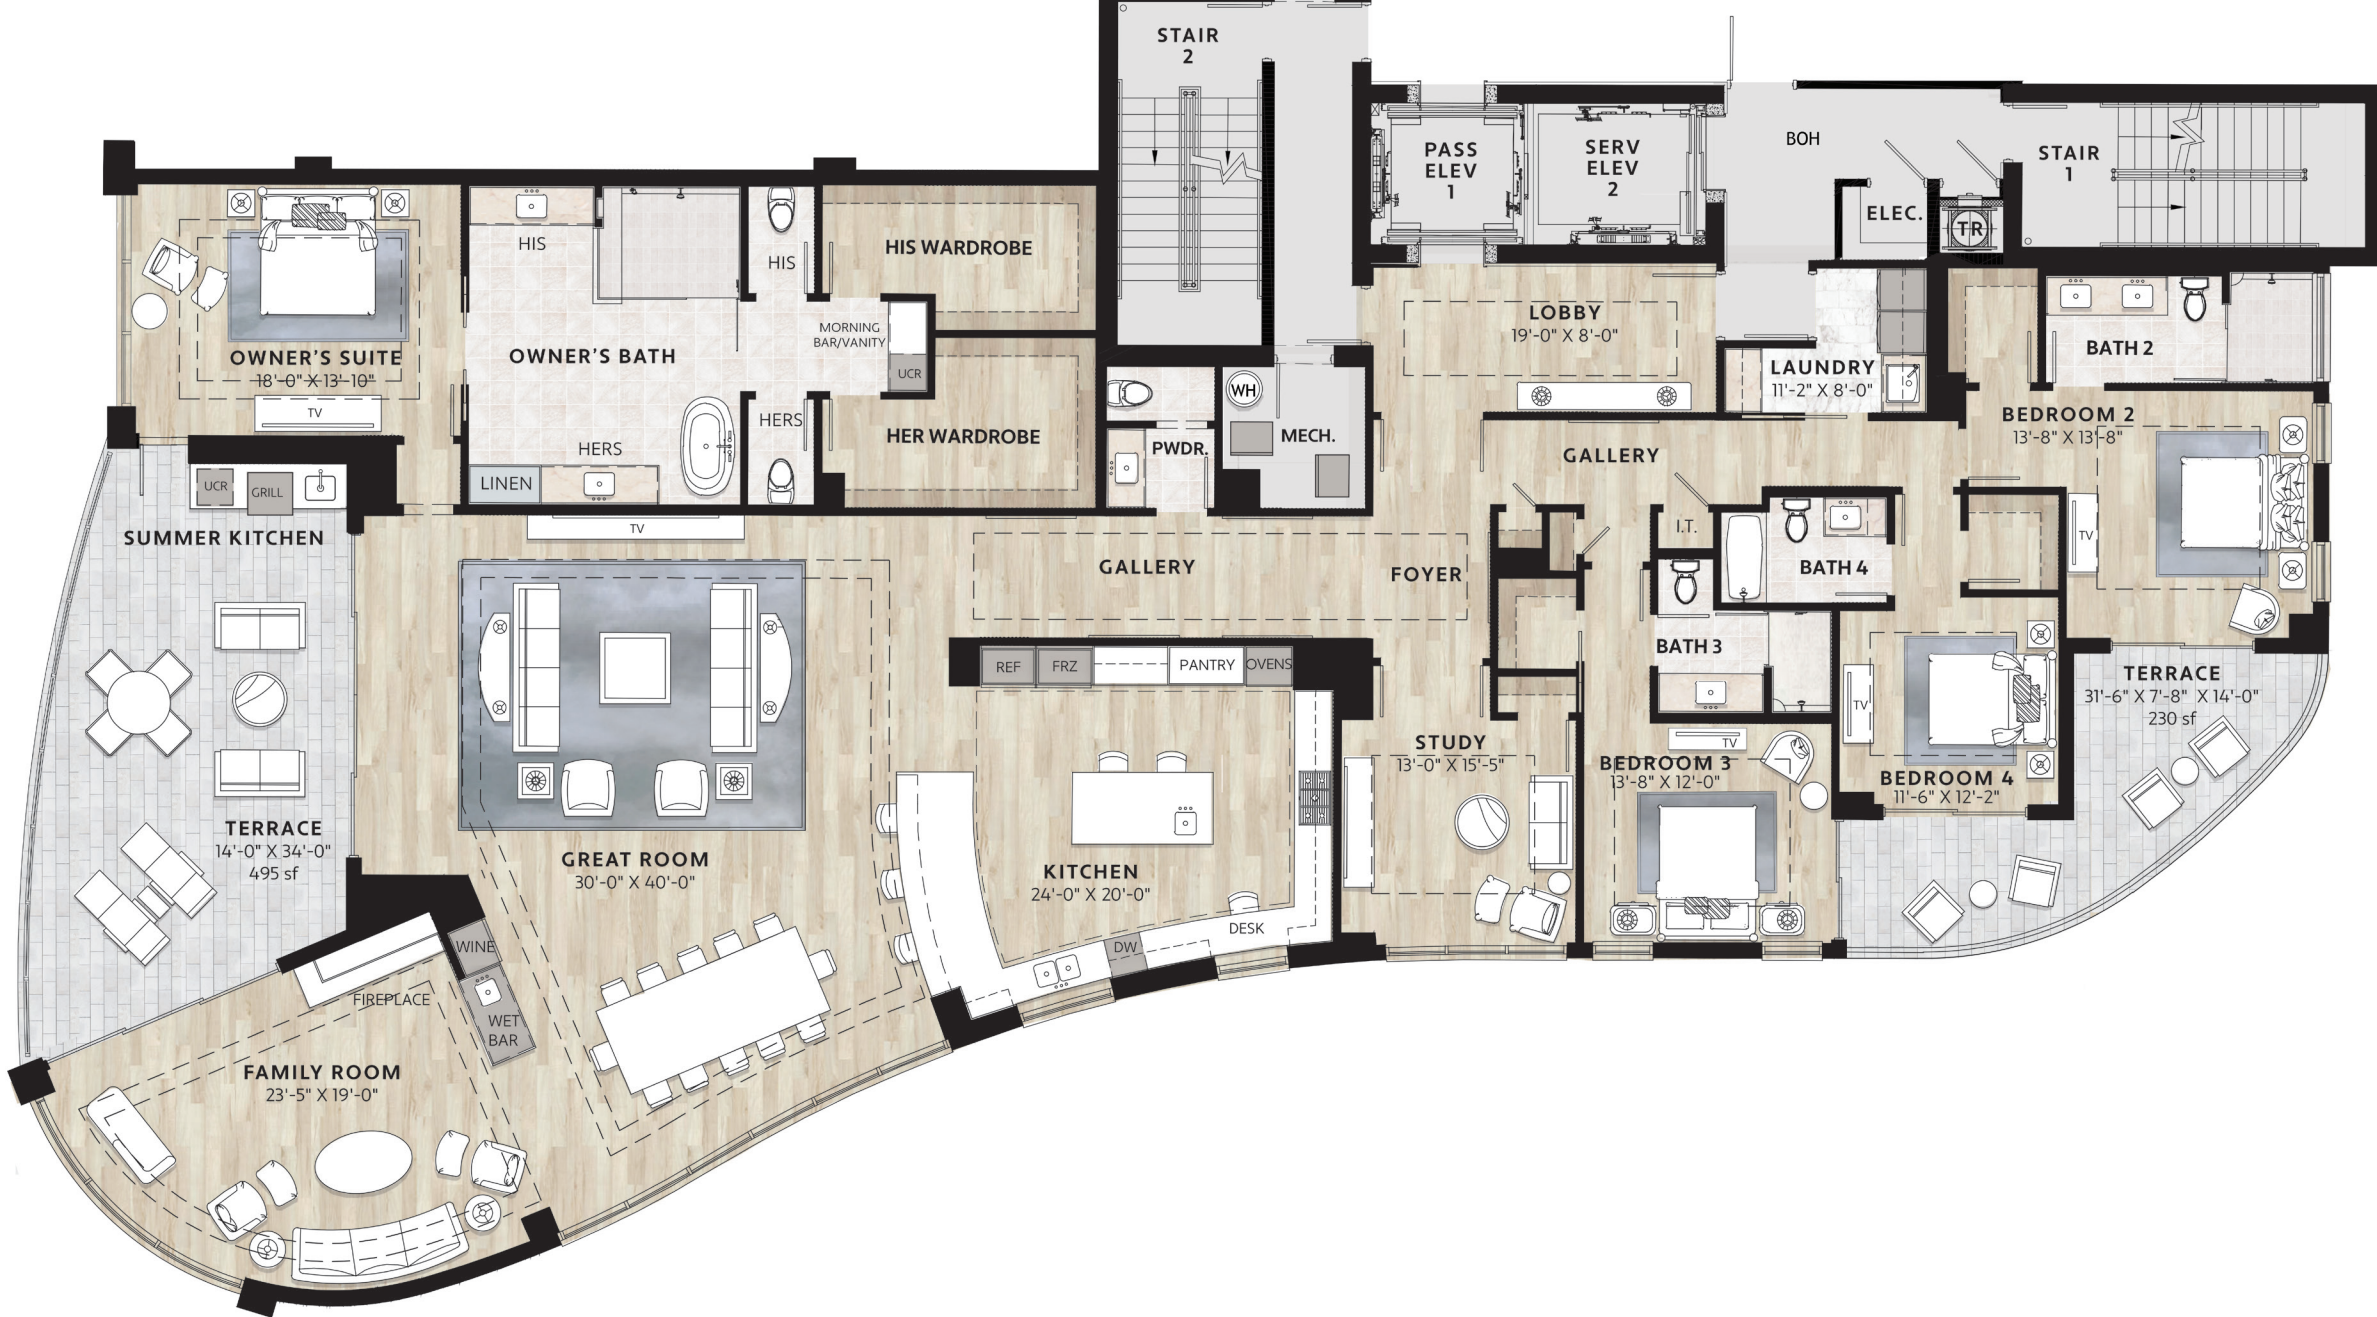 STAIR
2
PASS
ELEV
1
SERV
ELEV
2
BOH
STAIR
1
ELEC.
TR
HIS
HIS
HIS WARDROBE
MORNING
BAR/VANITY
UCR
OWNER'S SUITE
18'-0" X 13'-10"
TV
OWNER'S BATH
HERS
HERS
LINEN
HER WARDROBE
PWDR.
WH
MECH.
LOBBY
19'-0" X 8'-0"
LAUNDRY
11'-2" X 8'-0"
BATH 2
BEDROOM 2
13'-8" X 13'-8"
TV
GALLERY
I.T.
BATH 4
BATH 3
UCR
GRILL
SUMMER KITCHEN
TV
GALLERY
FOYER
REF
FRZ
PANTRY
OVENS
TERRACE
14'-0" X 34'-0"
495 sf
GREAT ROOM
30'-0" X 40'-0"
KITCHEN
24'-0" X 20'-0"
DESK
DW
STUDY
13'-0" X 15'-5"
TV
BEDROOM 3
13'-8" X 12'-0"
TV
BEDROOM 4
11'-6" X 12'-2"
TERRACE
31'-6" X 7'-8" X 14'-0"
230 sf
WINE
WET
BAR
FIREPLACE
FAMILY ROOM
23'-5" X 19'-0"